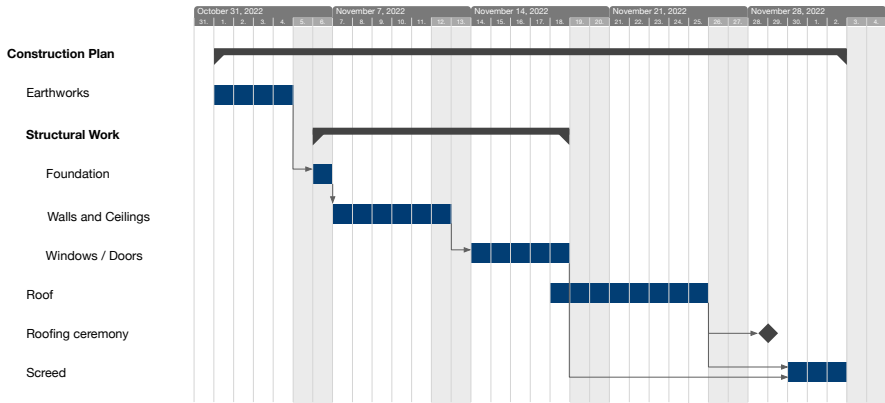 October 31, 2022 November 7, 2022 November 14, 2022 November 21, 2022 November 28, 2022
31. 1. 2. 3. 4. 5. 6. 7. 8. 9. 10. 11. 12. 13. 14. 15. 16. 17. 18. 19. 20. 21. 22. 23. 24. 25. 26. 27. 28. 29. 30. 1. 2. 3. 4.
Construction Plan
Earthworks
Structural Work
Foundation
Walls and Ceilings
Windows / Doors
Roof
Roofing ceremony
Screed